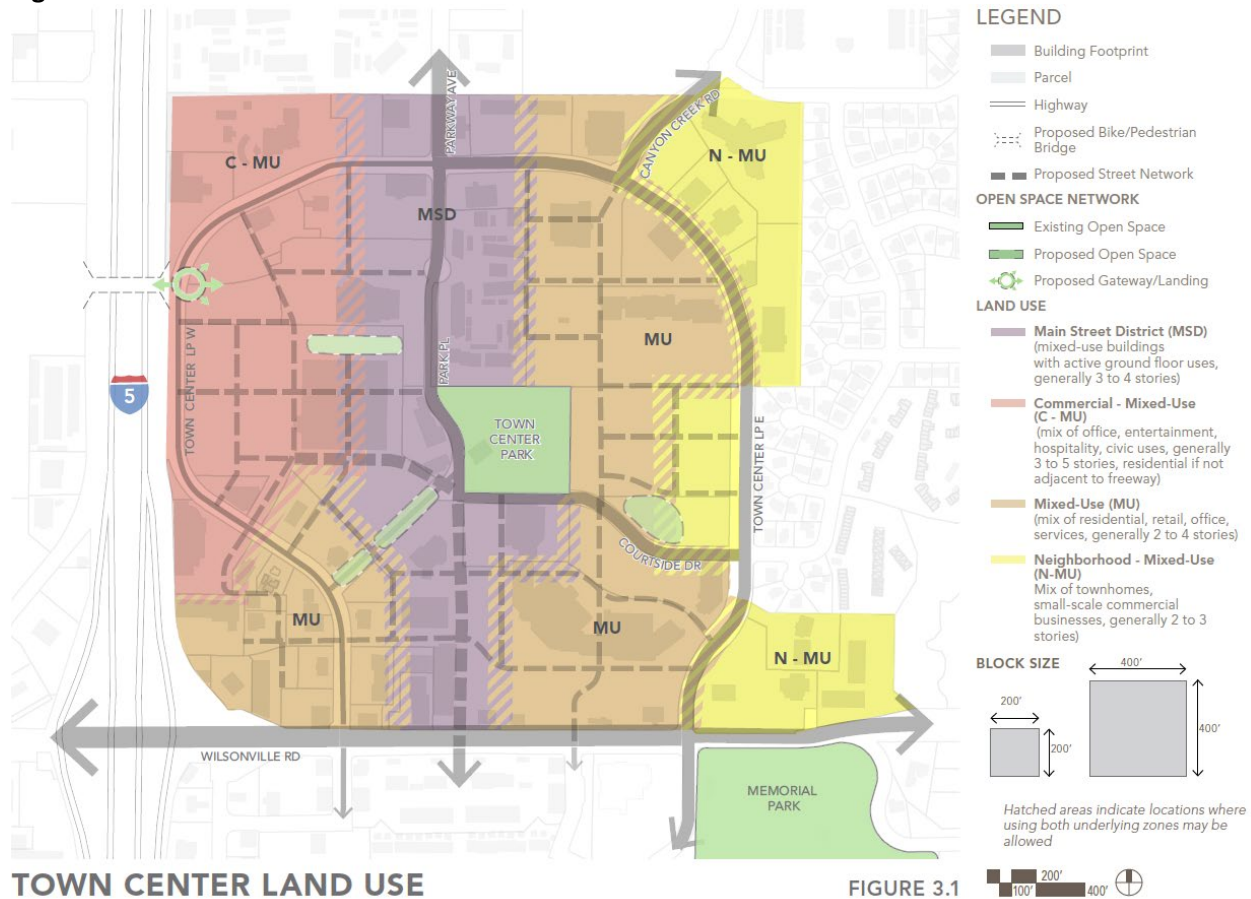 C - MU
MSD
N - MU
PARKWAY AVE
CANYON CREEK RD
TOWN CENTER LP W
PARK PL
MU
TOWN
CENTER
PARK
5
TOWN CENTER LP E
COURTSIDE DR
MU
MU
N - MU
WILSONVILLE RD
MEMORIAL
PARK
TOWN CENTER LAND USE
FIGURE 3.1
LEGEND
Building Footprint
Parcel
Highway
Proposed Bike/Pedestrian
Bridge
Proposed Street Network
OPEN SPACE NETWORK
Existing Open Space
Proposed Open Space
Proposed Gateway/Landing
LAND USE
Main Street District (MSD)
(mixed-use buildings
with active ground floor uses,
generally 3 to 4 stories)
Commercial - Mixed-Use
(C - MU)
(mix of office, entertainment,
hospitality, civic uses, generally
3 to 5 stories, residential if not
adjacent to freeway)
Mixed-Use (MU)
(mix of residential, retail, office,
services, generally 2 to 4 stories)
Neighborhood - Mixed-Use
(N-MU)
Mix of townhomes,
small-scale commercial
businesses, generally 2 to 3
stories)
BLOCK SIZE
400'
200'
200'
400'
Hatched areas indicate locations where
using both underlying zones may be
allowed
200'
100'
400'